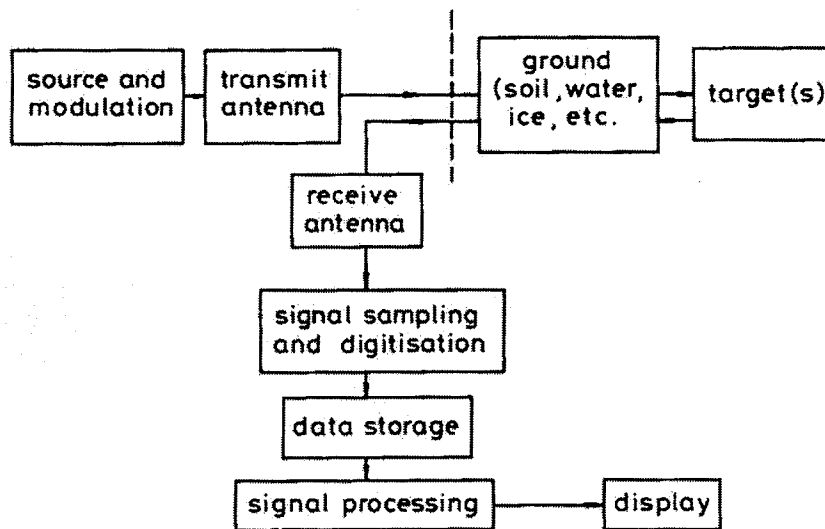 source and
modulation
transmit
antenna
ground
(soil, water,
ice, etc.
target(s)
receive
antenna
signal sampling
and digitisation
data storage
signal processing
display